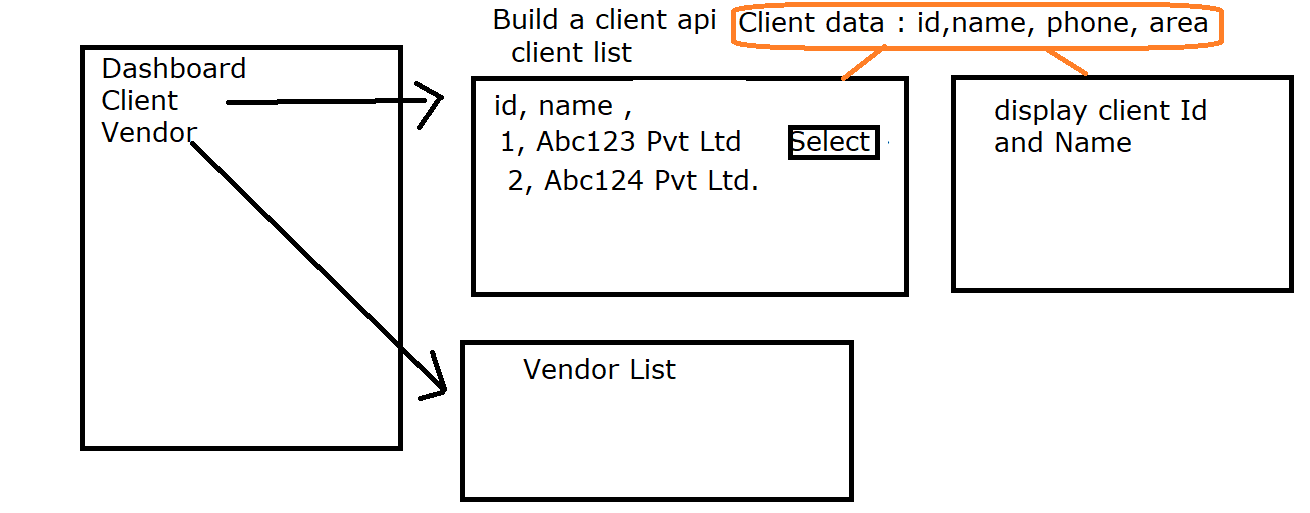 Build a client api
client list
Client data : id,name, phone, area
Dashboard
Client
Vendor
id, name ,
1, Abc123 Pvt Ltd
Select
2, Abc124 Pvt Ltd.
display client Id
and Name
Vendor List